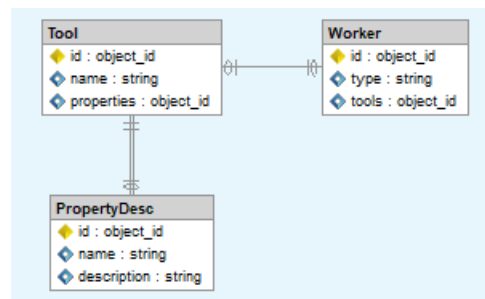 Tool
id : object_id
name : string
properties : object_id
Worker
id : object_id
type : string
tools : object_id
PropertyDesc
id : object_id
name : string
description : string